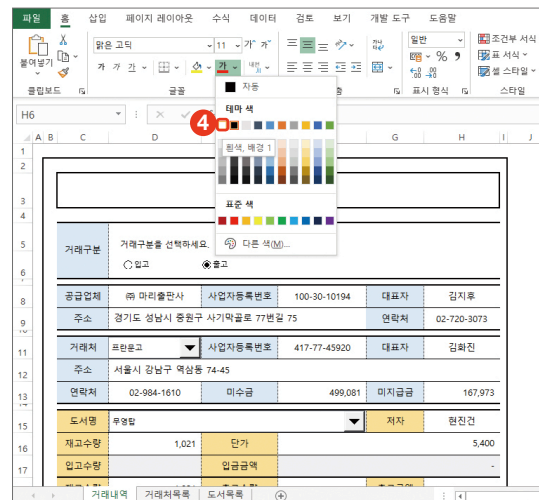 파일 홈 삽입 페이지 레이아웃 수식 데이터 검토 보기 개발 도구 도움말
맑은 고딕 11 가^ 가ˇ 일반 조건부 서식
붙여넣기 가 가 가 가 내천 % 9 표 서식
셀 스타일
클립보드 글꼴 표시 형식 스타일
자동
H6
테마 색
4
A B C D G H I J
흰색, 배경 1
1
2
표준 색
3
4
다른 색(M)...
5 거래구분 거래구분을 선택하세요.
6 입고 출고
8 공급업체 ㈜ 마리출판사 사업자등록번호 100-30-10194 대표자 김지후
9 주소 경기도 성남시 중원구 사기막골로 77번길 75 연락처 02-720-3073
11 거래처 프란문고 사업자등록번호 417-77-45920 대표자 김화진
12 주소 서울시 강남구 역삼동 74-45
13 연락처 02-984-1610 미수금 499,081 미지급금 167,973
15 도서명 무영탑 저자 현진건
16 재고수량 1,021 단가 5,400
17 입고수량 입금금액 -
거래내역 거래처목록 도서목록